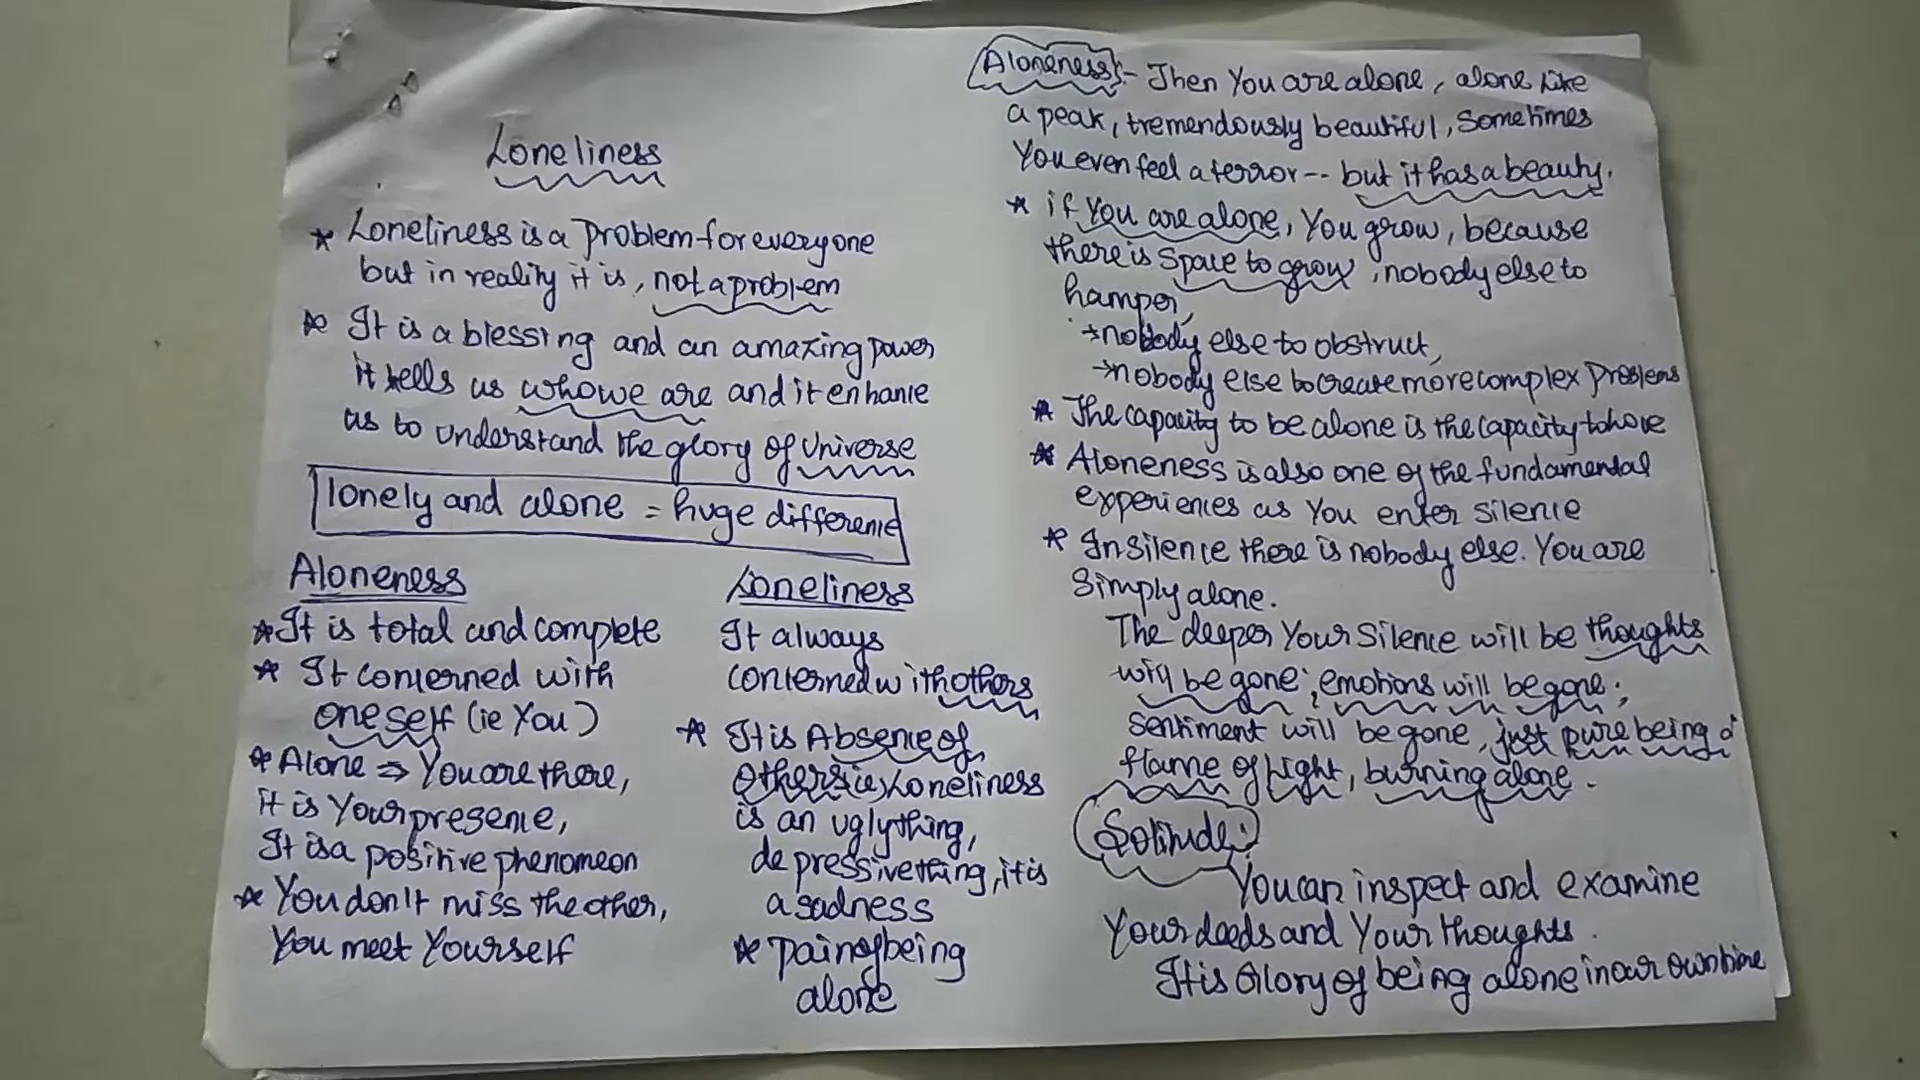 Loneliness
* Loneliness is a problem for everyone
but in reality it is, not a problem
* It is a blessing and an amazing power
it tells us who we are and it enhance
us to understand the glory of Universe
lonely and alone = huge difference
Aloneness
* It is total and complete
* It concerned with
oneself (ie You)
* Alone ⇒ You are there,
it is Your presence,
It is a positive phenomeon
* You don't miss the other,
You meet Yourself
Loneliness
It always
concerned with others
* It is Absence of
others (ie) Loneliness
is an ugly thing,
depressive thing, it is
a sadness
* pain of being
alone
Aloneness:- Then You are alone, alone like
a peak, tremendously beautiful, Sometimes
You even feel a terror -- but it has a beauty.
* if You are alone, You grow, because
there is Space to grow, nobody else to
hamper,
→ nobody else to obstruct,
→ nobody else to create more complex problems
* The capacity to be alone is the capacity to love
* Aloneness is also one of the fundamental
experiences as You enter silence
* In silence there is nobody else. You are
Simply alone.
The deeper Your Silence will be thoughts
will be gone; emotions will be gone;
sentiment will be gone, just pure being a
flame of Light, burning alone.
Solitude:
You can inspect and examine
Your deeds and Your thoughts.
It is Glory of being alone in our own time